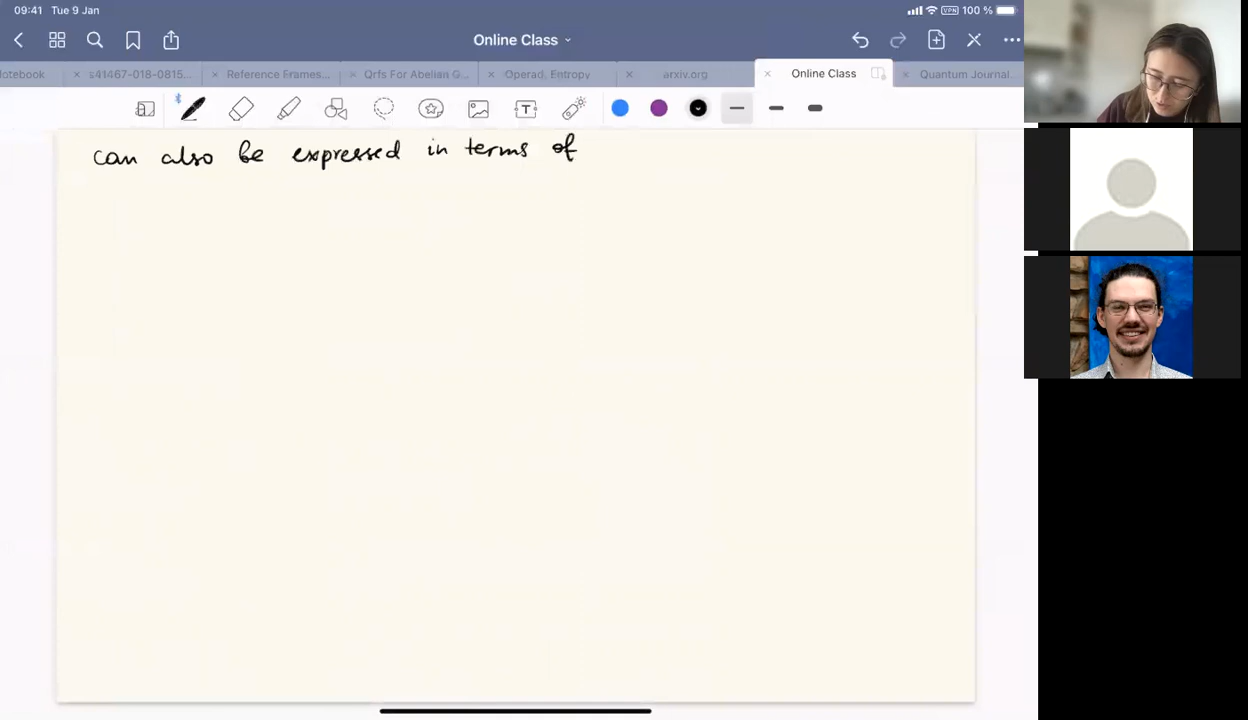 09:41 Tue 9 Jan
VPN 100 %
Online Class
otebook
s41467-018-0815...
Reference Frames...
Qrfs For Abelian G...
Operad, Entropy
arxiv.org
Online Class
Quantum Journal
can also be expressed in terms of